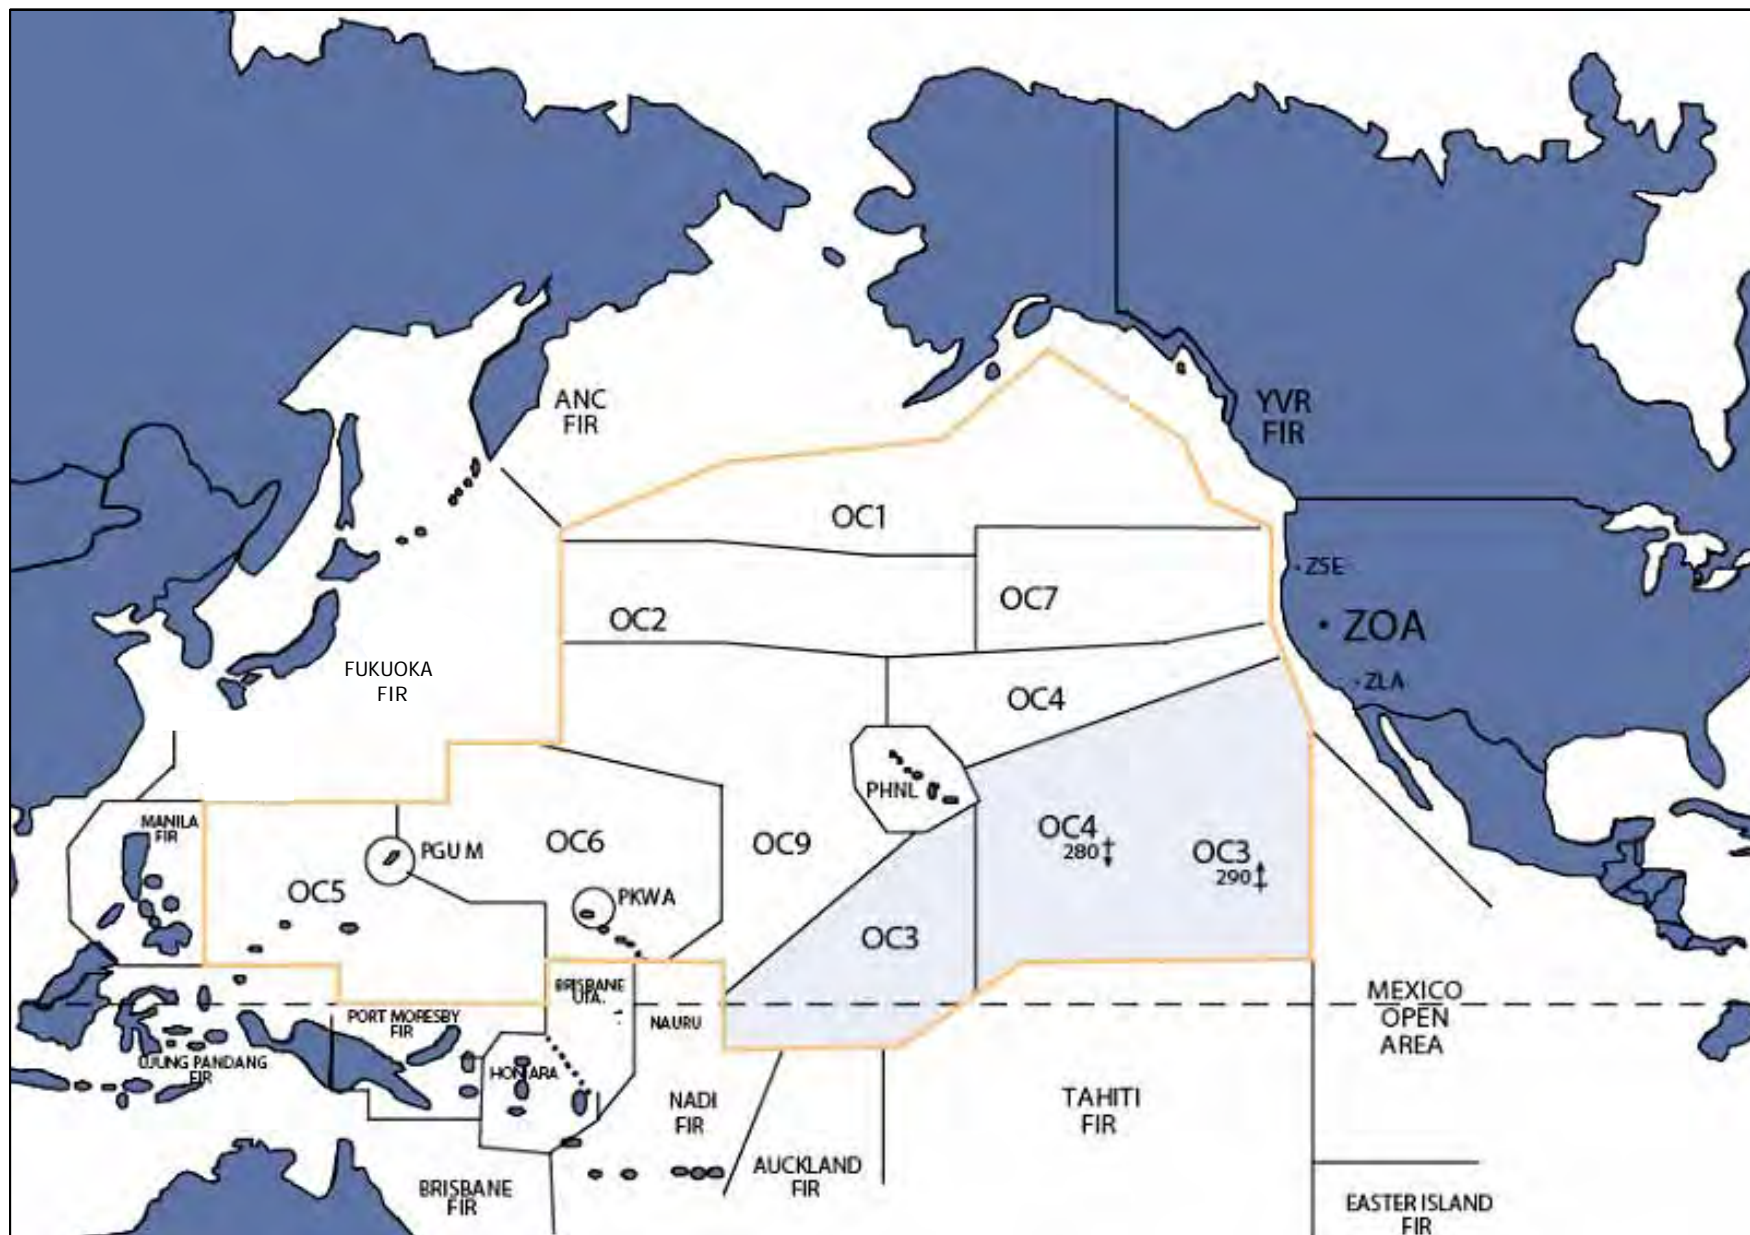 ANC
FIR
YVR
FIR
OC1
ZSE
OC7
OC2
ZOA
FUKUOKA
FIR
ZLA
OC4
PHNL
MANILA
FIR
PGUM
OC6
OC9
OC4
280
OC3
290
OC5
PKWA
OC3
BRISBANE
NAURU
MEXICO
OPEN
AREA
PORT MORESBY
FIR
UJUNG PANDANG
FIR
HONIARA
NADI
FIR
TAHITI
FIR
AUCKLAND
FIR
BRISBANE
FIR
EASTER ISLAND
FIR